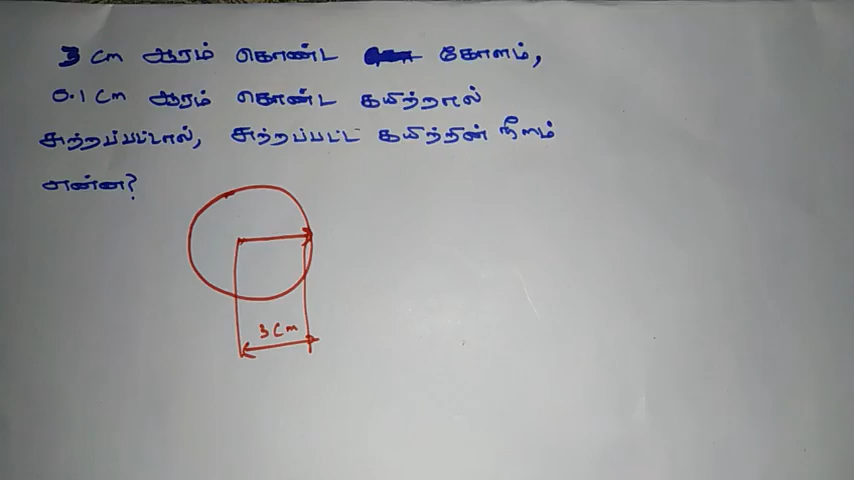 3 cm ஆரம் கொண்ட கோளம்,
0.1 cm ஆரம் கொண்ட கயிற்றால்
சுற்றப்பட்டால், சுற்றப்பட்ட கயிற்றின் நீளம்
என்ன?
3 cm